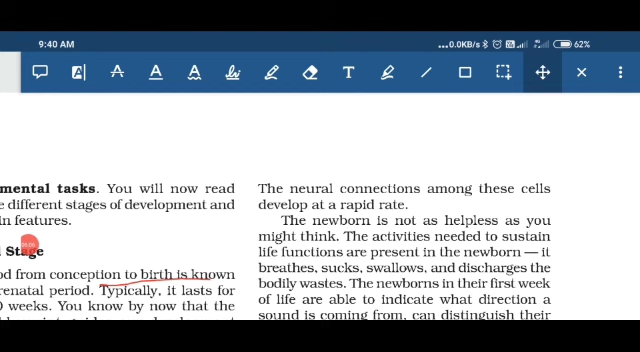 9:40 AM
...0.0KB/s
62%
T
mental tasks. You will now read
e different stages of development and
in features.
Stage
od from conception to birth is known
renatal period. Typically, it lasts for
0 weeks. You know by now that the
The neural connections among these cells
develop at a rapid rate.
The newborn is not as helpless as you
might think. The activities needed to sustain
life functions are present in the newborn — it
breathes, sucks, swallows, and discharges the
bodily wastes. The newborns in their first week
of life are able to indicate what direction a
sound is coming from, can distinguish their